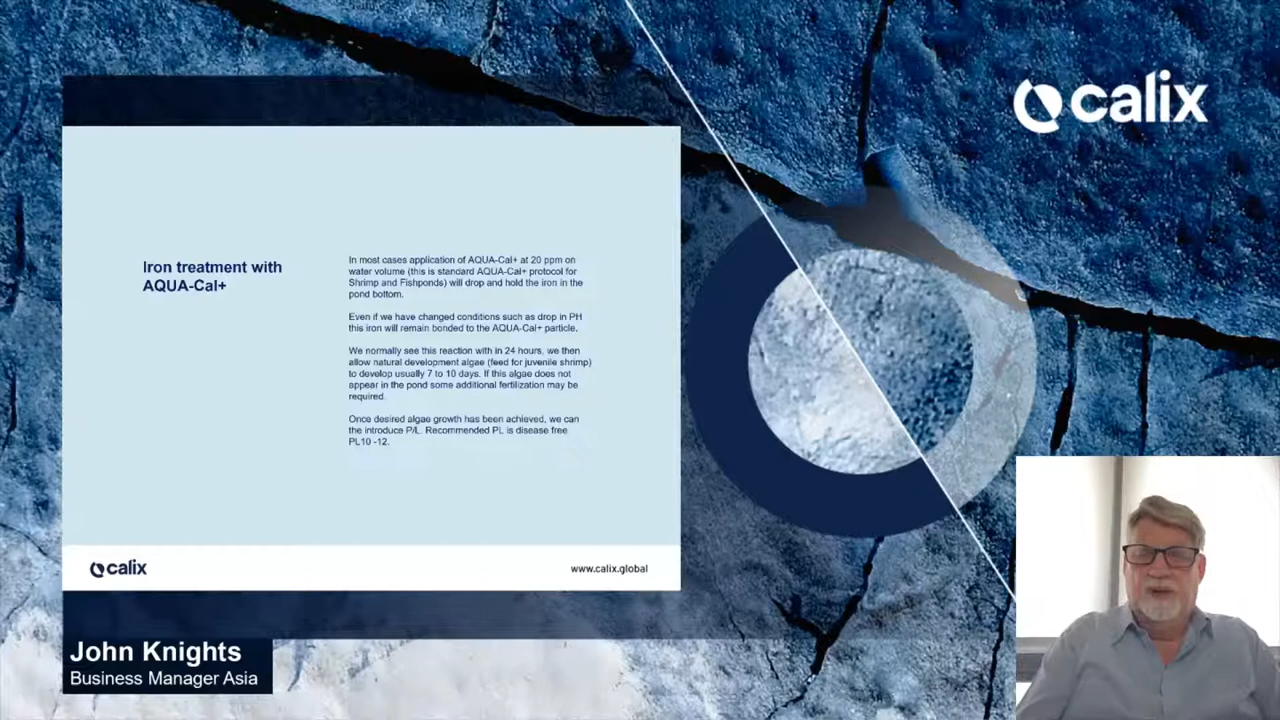 calix
Iron treatment with
AQUA-Cal+
In most cases application of AQUA-Cal+ at 20 ppm on
water volume (this is standard AQUA-Cal+ protocol for
Shrimp and Fishponds) will drop and hold the iron in the
pond bottom.
Even if we have changed conditions such as drop in PH
this iron will remain bonded to the AQUA-Cal+ particle.
We normally see this reaction with in 24 hours, we then
allow natural development algae (feed for juvenile shrimp)
to develop usually 7 to 10 days. If this algae does not
appear in the pond some additional fertilization may be
required.
Once desired algae growth has been achieved, we can
the introduce P/L. Recommended PL is disease free
PL10 -12.
calix
www.calix.global
John Knights
Business Manager Asia